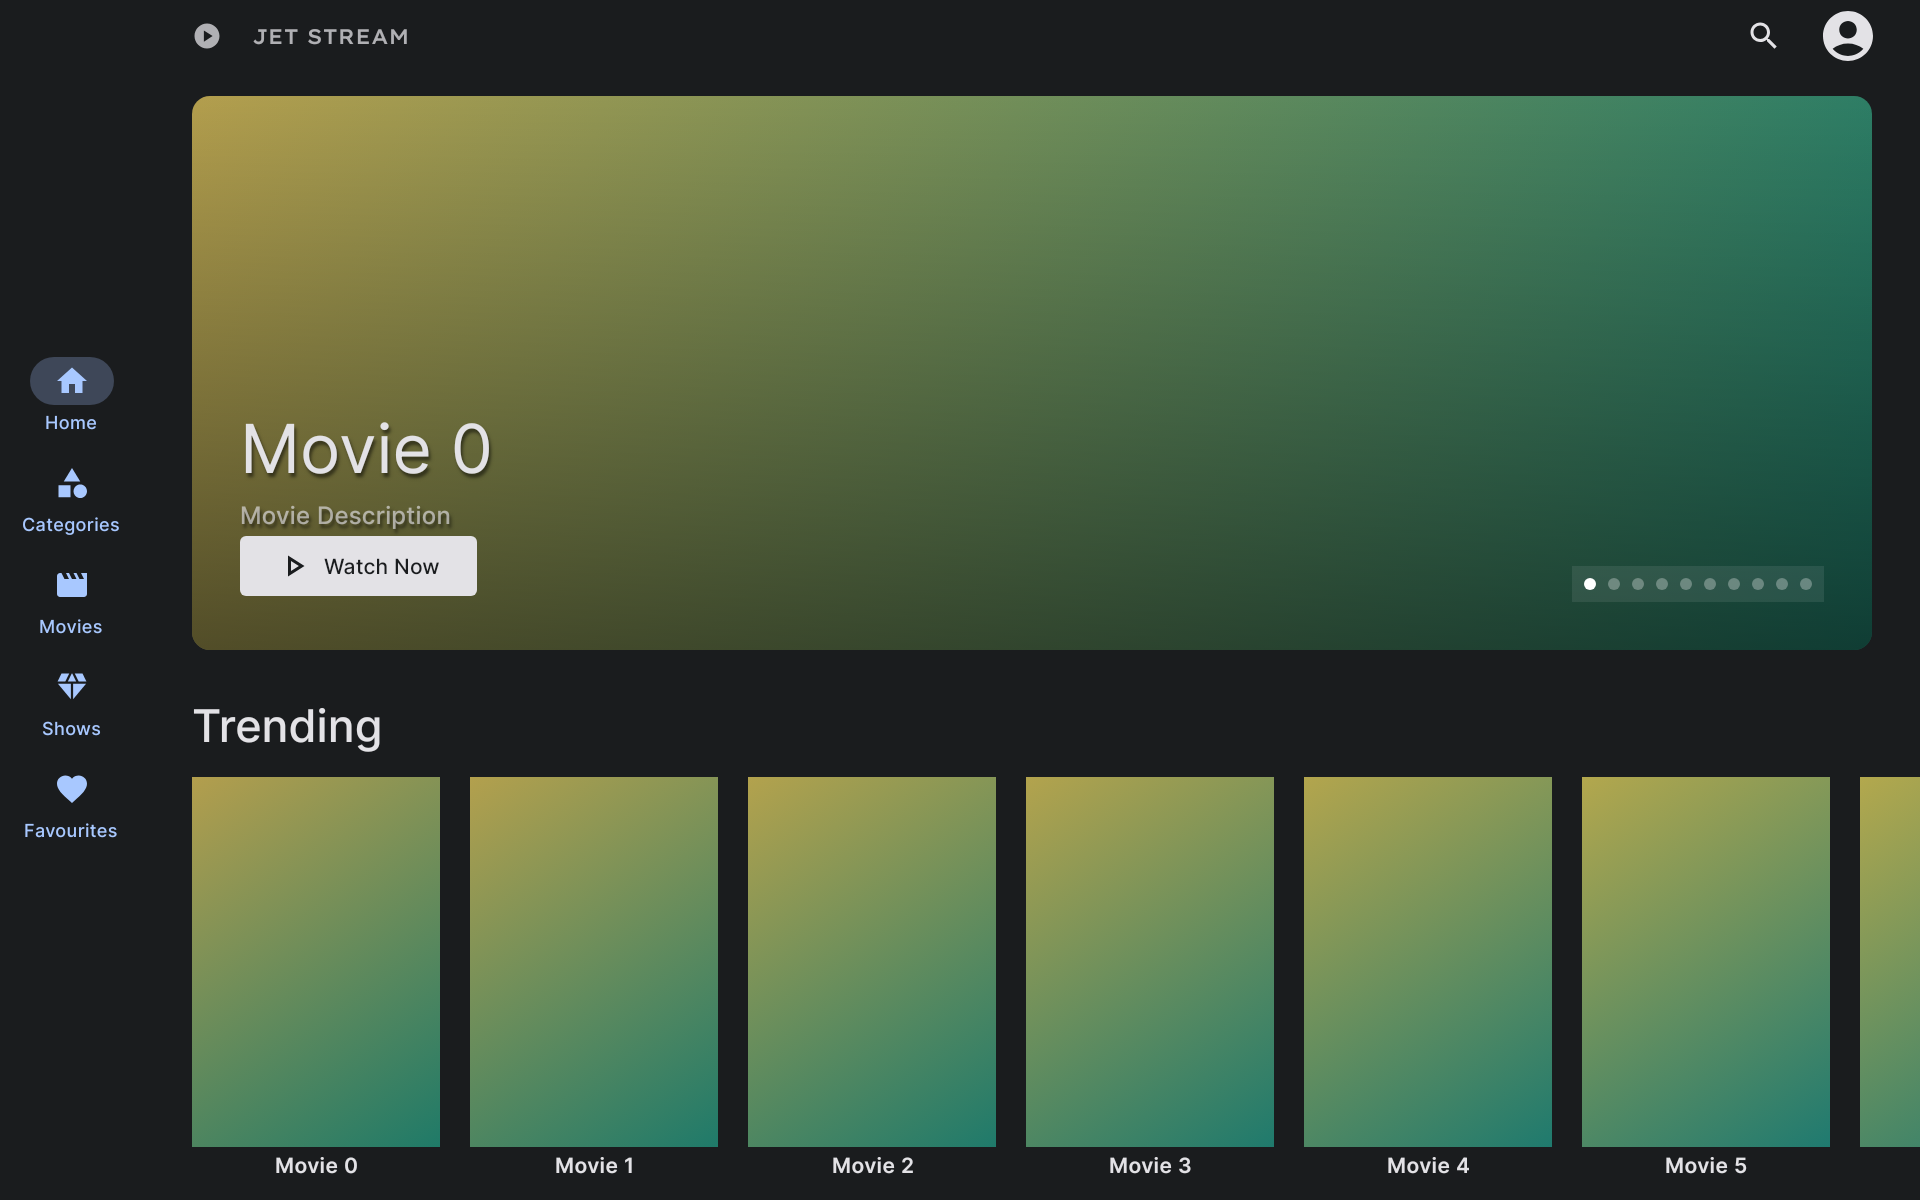 JET STREAM
Home
Categories
Movies
Shows
Favourites
Movie 0
Movie Description
Watch Now
Trending
Movie 0
Movie 1
Movie 2
Movie 3
Movie 4
Movie 5